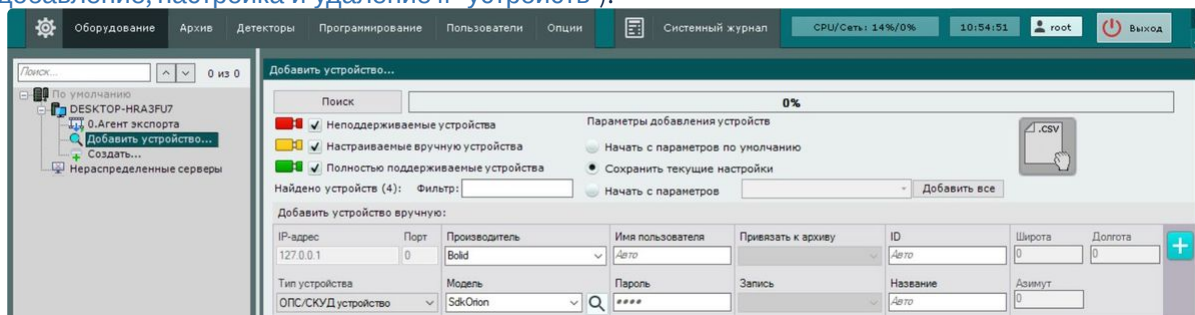 добавление, настройка и удаление IP-устройств").
Оборудование Архив Детекторы Программирование Пользователи Опции Системный журнал CPU/Сеть: 14%/0% 10:54:51 root Выход
Поиск... 0 из 0
По умолчанию
DESKTOP-HRA3FU7
0.Агент экспорта
Добавить устройство...
Создать...
Нераспределенные серверы
Добавить устройство...
Поиск 0%
Неподдерживаемые устройства
Настраиваемые вручную устройства
Полностью поддерживаемые устройства
Найдено устройств (4): Фильтр:
Параметры добавления устройств
Начать с параметров по умолчанию
Сохранить текущие настройки
Начать с параметров Добавить все
.CSV
Добавить устройство вручную:
IP-адрес Порт Производитель Имя пользователя Привязать к архиву ID Широта Долгота
127.0.0.1 0 Bolid Авто Авто 0 0
Тип устройства Модель Пароль Запись Название Азимут
ОПС/СКУД устройство SdkOrion **** Авто 0